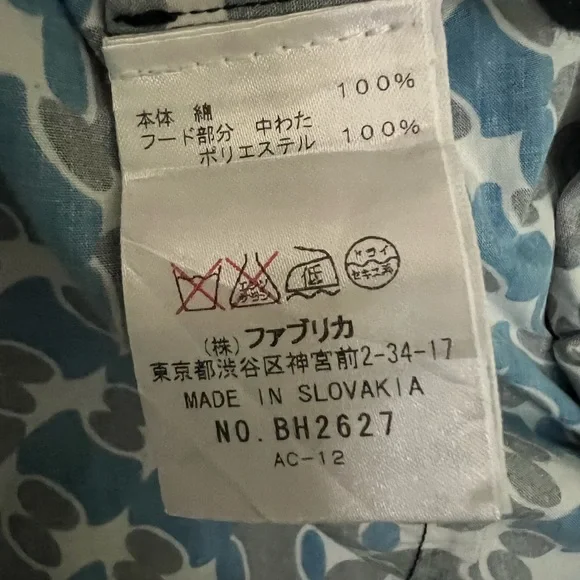 本体 綿 100%
フード部分 中わた
ポリエステル 100%
エンソ サラシ 低 ドライ セキユ系
(株) ファブリカ
東京都渋谷区神宮前2-34-17
MADE IN SLOVAKIA
NO. BH2627
AC-12